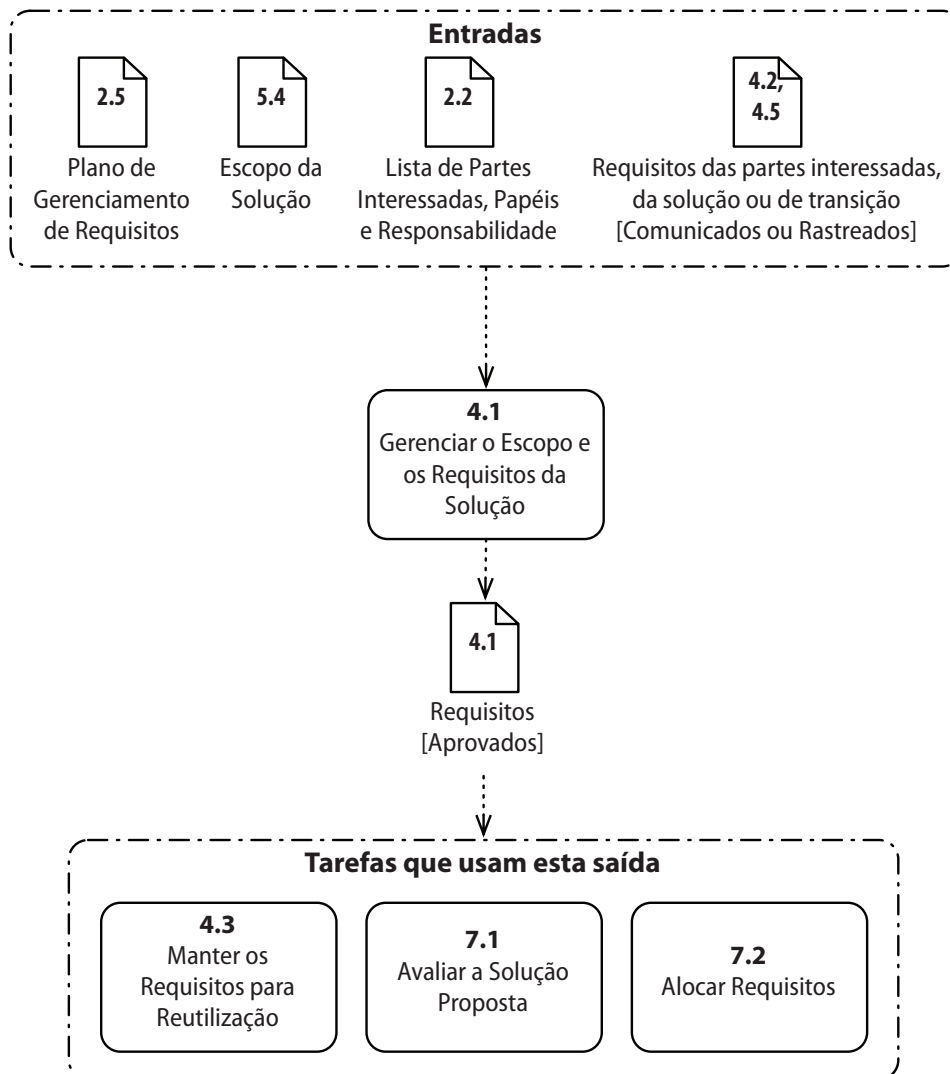 Entradas
2.5
Plano de
Gerenciamento
de Requisitos
5.4
Escopo da
Solução
2.2
Lista de Partes
Interessadas, Papéis
e Responsabilidade
4.2,
4.5
Requisitos das partes interessadas,
da solução ou de transição
[Comunicados ou Rastreados]
4.1
Gerenciar o Escopo e
os Requisitos da
Solução
4.1
Requisitos
[Aprovados]
Tarefas que usam esta saída
4.3
Manter os
Requisitos para
Reutilização
7.1
Avaliar a Solução
Proposta
7.2
Alocar Requisitos